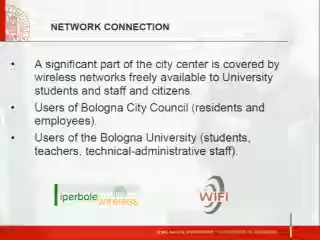 NETWORK CONNECTION
• A significant part of the city center is covered by
wireless networks freely available to University
students and staff and citizens.
• Users of Bologna City Council (residents and
employees).
• Users of the Bologna University (students,
teachers, technical-administrative staff).
iperbole
wireless
WiFi